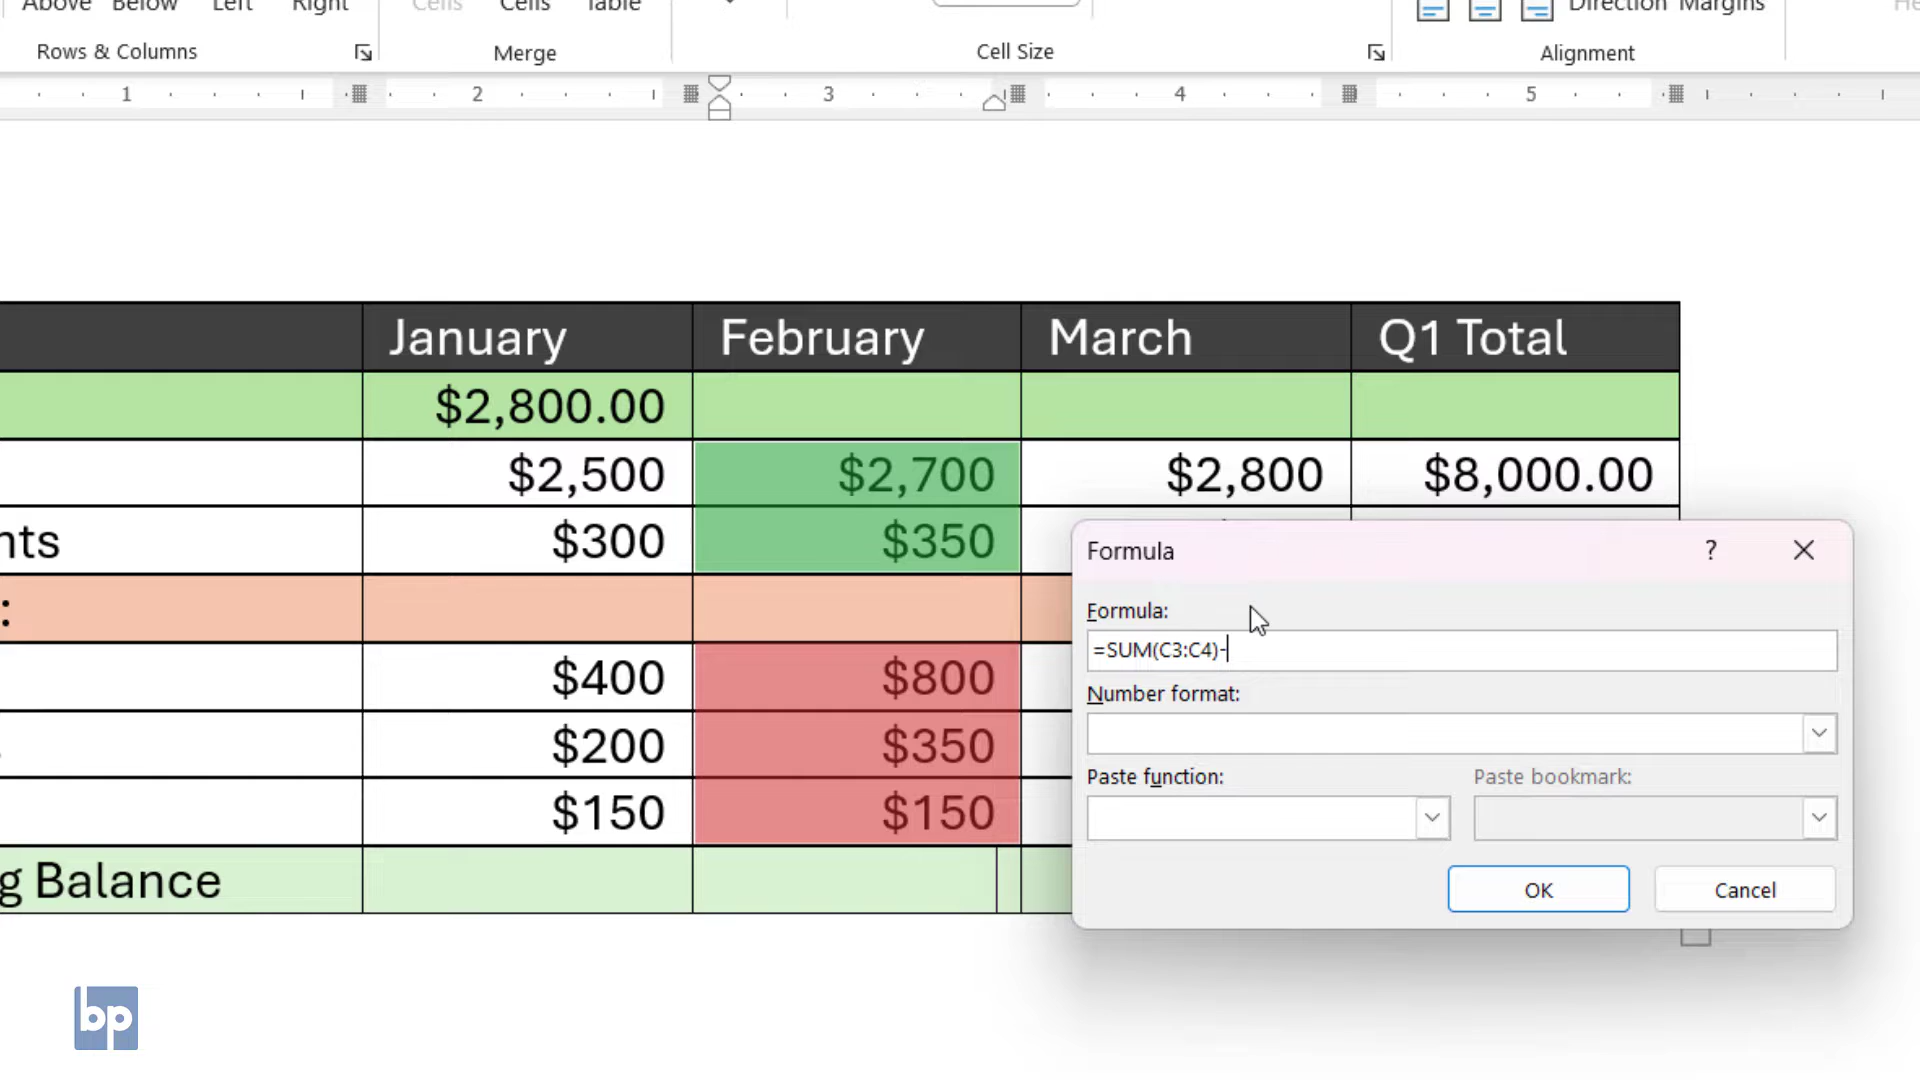 Above Below Left Right Cells Cells Table Direction Margins
Rows & Columns Merge Cell Size Alignment
1 2 3 4 5
January February March Q1 Total
$2,800.00
$2,500 $2,700 $2,800 $8,000.00
nts $300 $350
:
$400 $800
$200 $350
$150 $150
g Balance
Formula ?
Formula:
=SUM(C3:C4)-
Number format:
Paste function: Paste bookmark:
OK Cancel
bp